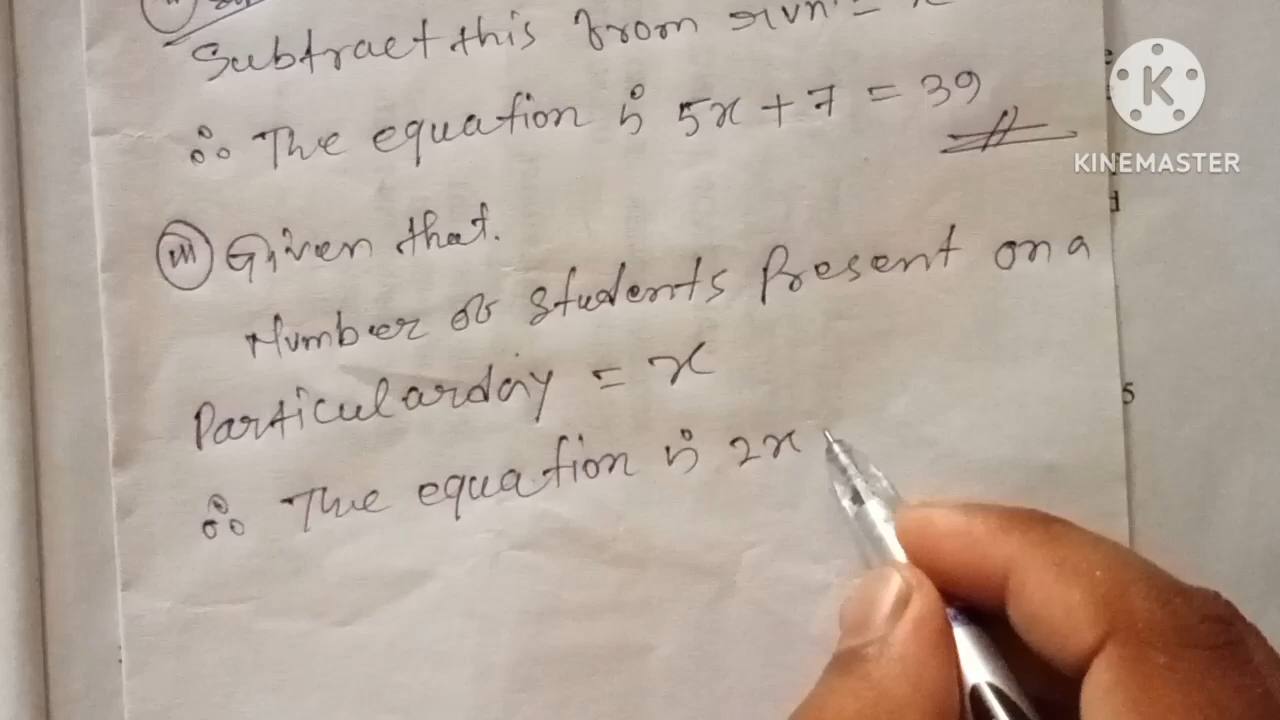 Subtract this from
∴ The equation is 5x + 7 = 39
(iii) Given that.
Number of students Present on a
Particular day = x
∴ The equation is 2x
KINEMASTER
5